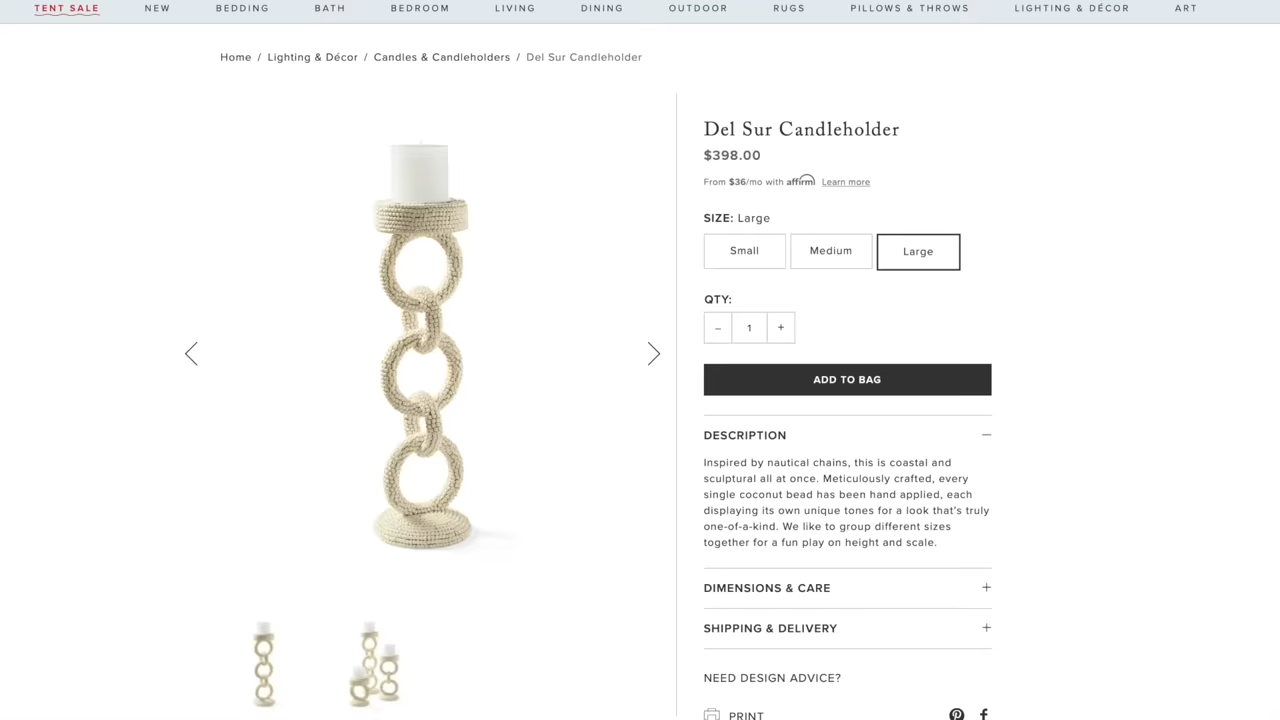 TENT SALE NEW BEDDING BATH BEDROOM LIVING DINING OUTDOOR RUGS PILLOWS & THROWS LIGHTING & DÉCOR ART
Home / Lighting & Décor / Candles & Candleholders / Del Sur Candleholder
Del Sur Candleholder
$398.00
From $36/mo with affirm Learn more
SIZE: Large
Small Medium Large
QTY:
– 1 +
ADD TO BAG
DESCRIPTION —
Inspired by nautical chains, this is coastal and
sculptural all at once. Meticulously crafted, every
single coconut bead has been hand applied, each
displaying its own unique tones for a look that's truly
one-of-a-kind. We like to group different sizes
together for a fun play on height and scale.
DIMENSIONS & CARE +
SHIPPING & DELIVERY +
NEED DESIGN ADVICE?
PRINT